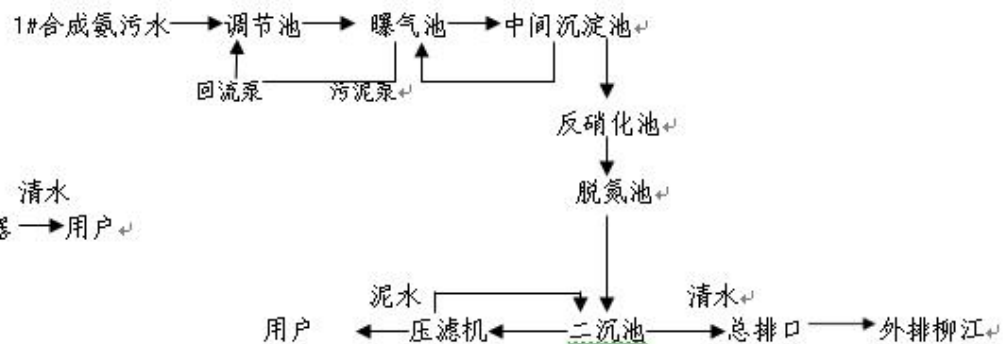 1#合成氨污水 调节池 曝气池 中间沉淀池
回流泵 污泥泵
反硝化池
清水
脱氮池
用户
泥水 清水
用户 压滤机 二沉池 总排口 外排柳江